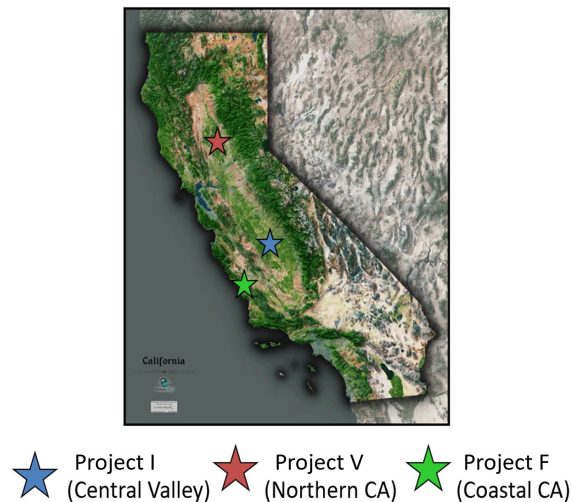 California
Project I
(Central Valley)
Project V
(Northern CA)
Project F
(Coastal CA)